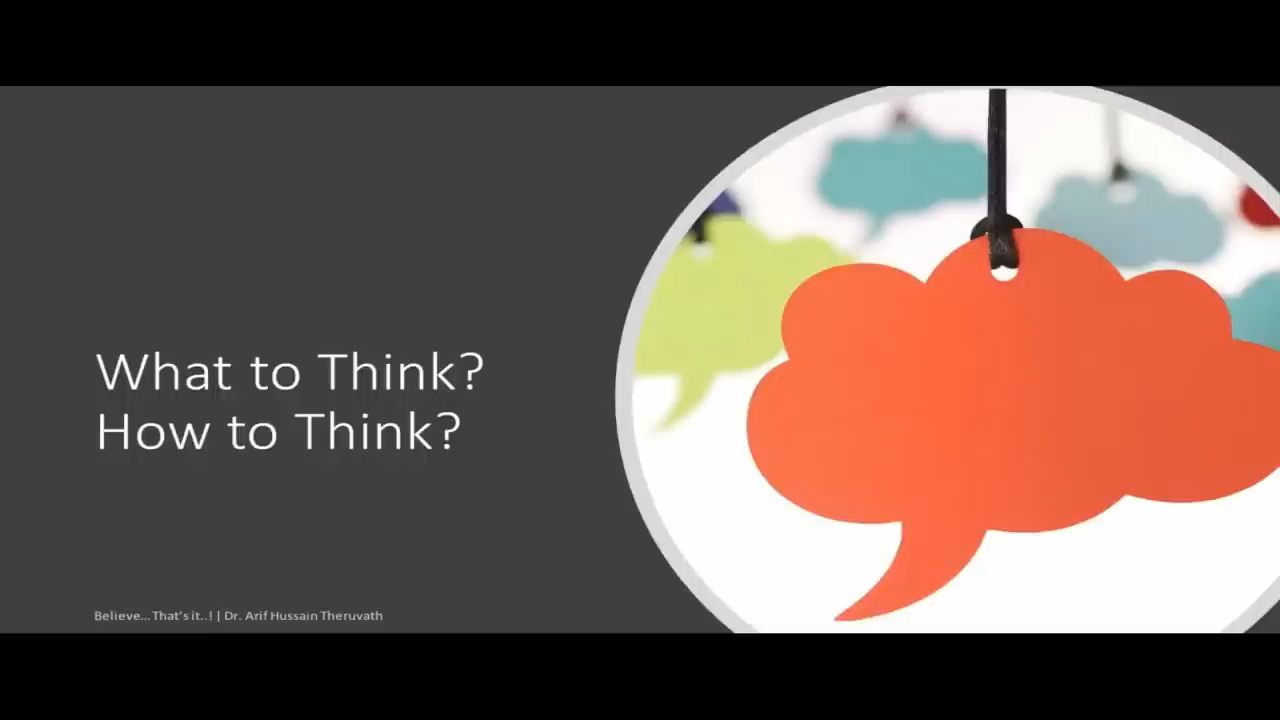 What to Think?
How to Think?
Believe... That's it..! | Dr. Arif Hussain Theruvath